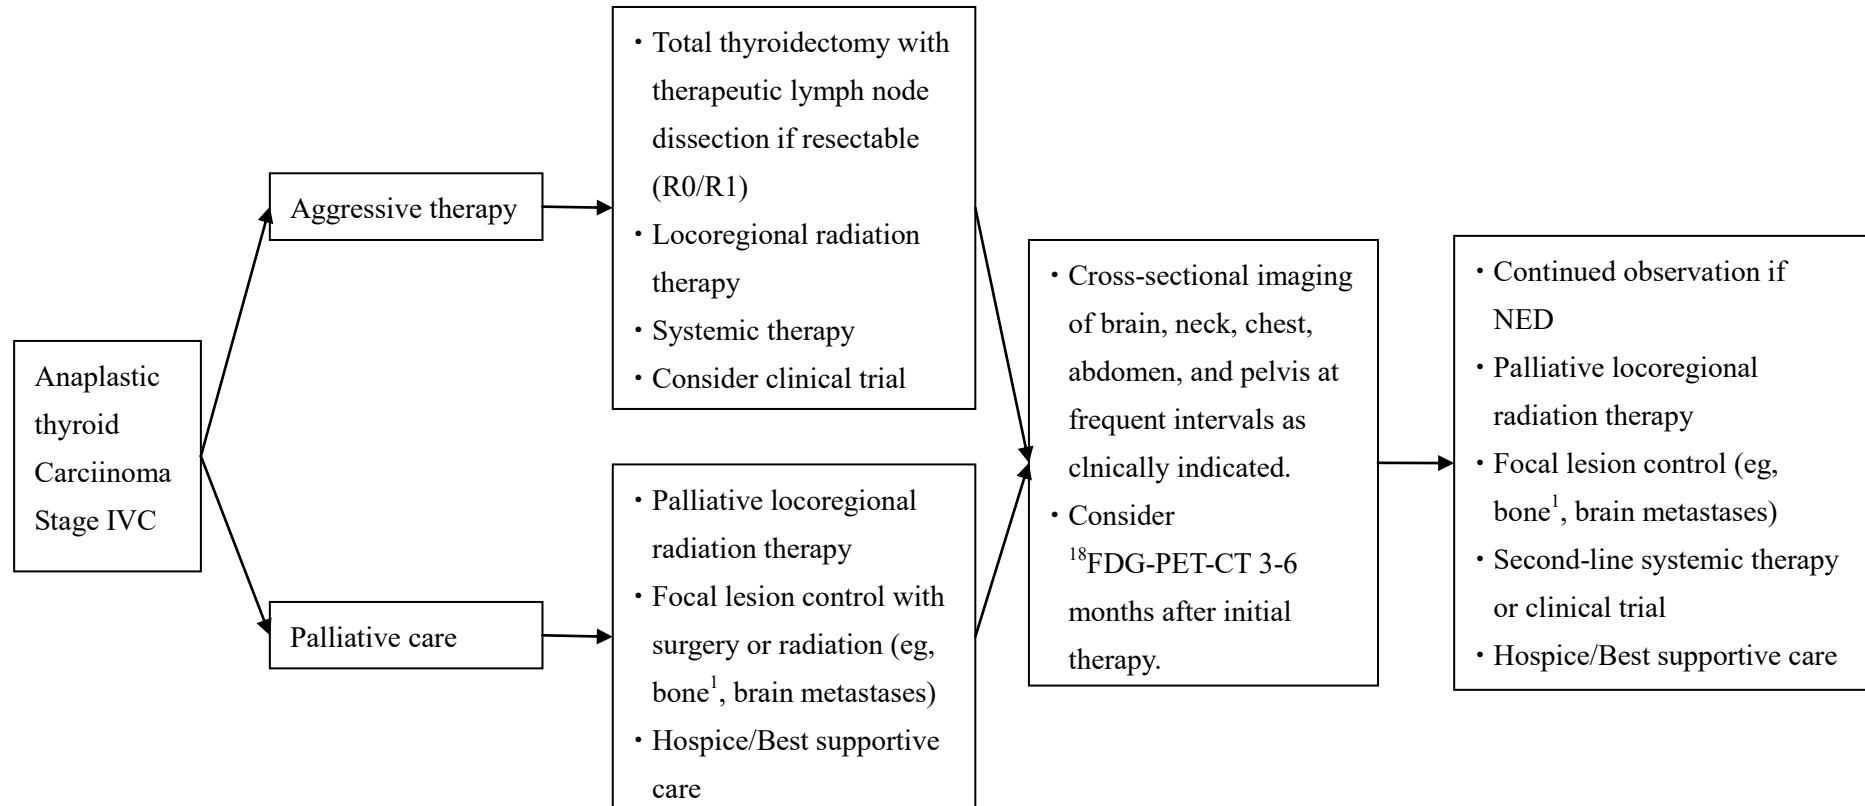 Anaplastic
thyroid
Carciinoma
Stage IVC
Aggressive therapy
Palliative care
・Total thyroidectomy with
therapeutic lymph node
dissection if resectable
(R0/R1)
・Locoregional radiation
therapy
・Systemic therapy
・Consider clinical trial
・Palliative locoregional
radiation therapy
・Focal lesion control with
surgery or radiation (eg,
bone¹, brain metastases)
・Hospice/Best supportive
care
・Cross-sectional imaging
of brain, neck, chest,
abdomen, and pelvis at
frequent intervals as
clnically indicated.
・Consider
¹⁸FDG-PET-CT 3-6
months after initial
therapy.
・Continued observation if
NED
・Palliative locoregional
radiation therapy
・Focal lesion control (eg,
bone¹, brain metastases)
・Second-line systemic therapy
or clinical trial
・Hospice/Best supportive care